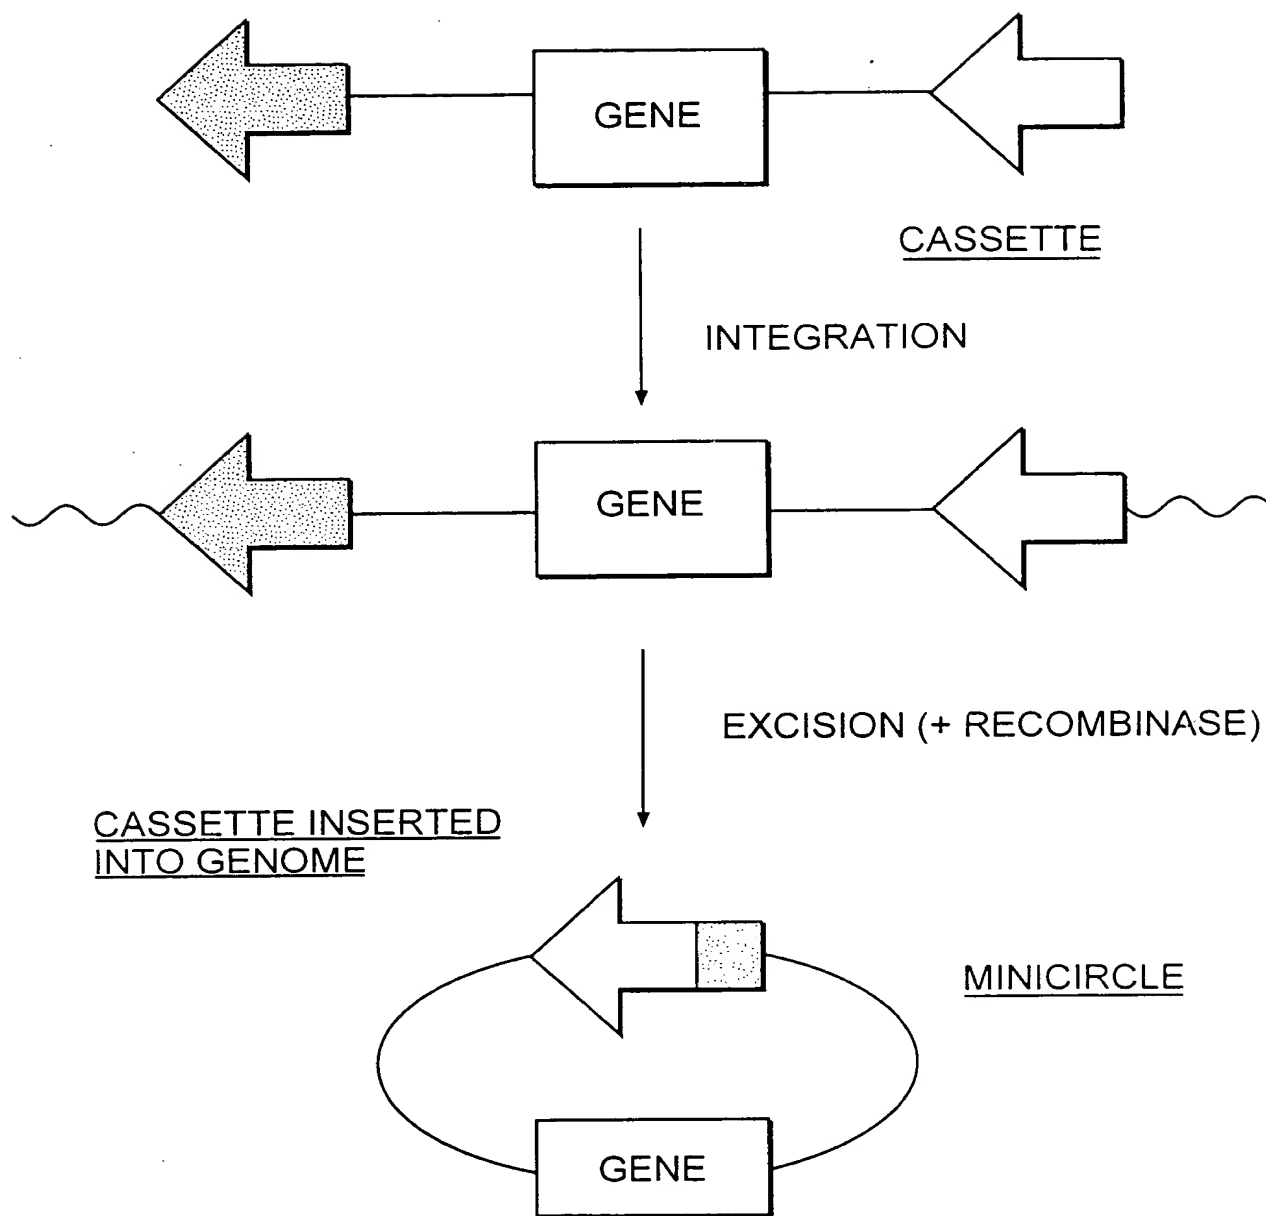 GENE
CASSETTE
INTEGRATION
GENE
EXCISION (+ RECOMBINASE)
CASSETTE INSERTED
INTO GENOME
MINICIRCLE
GENE